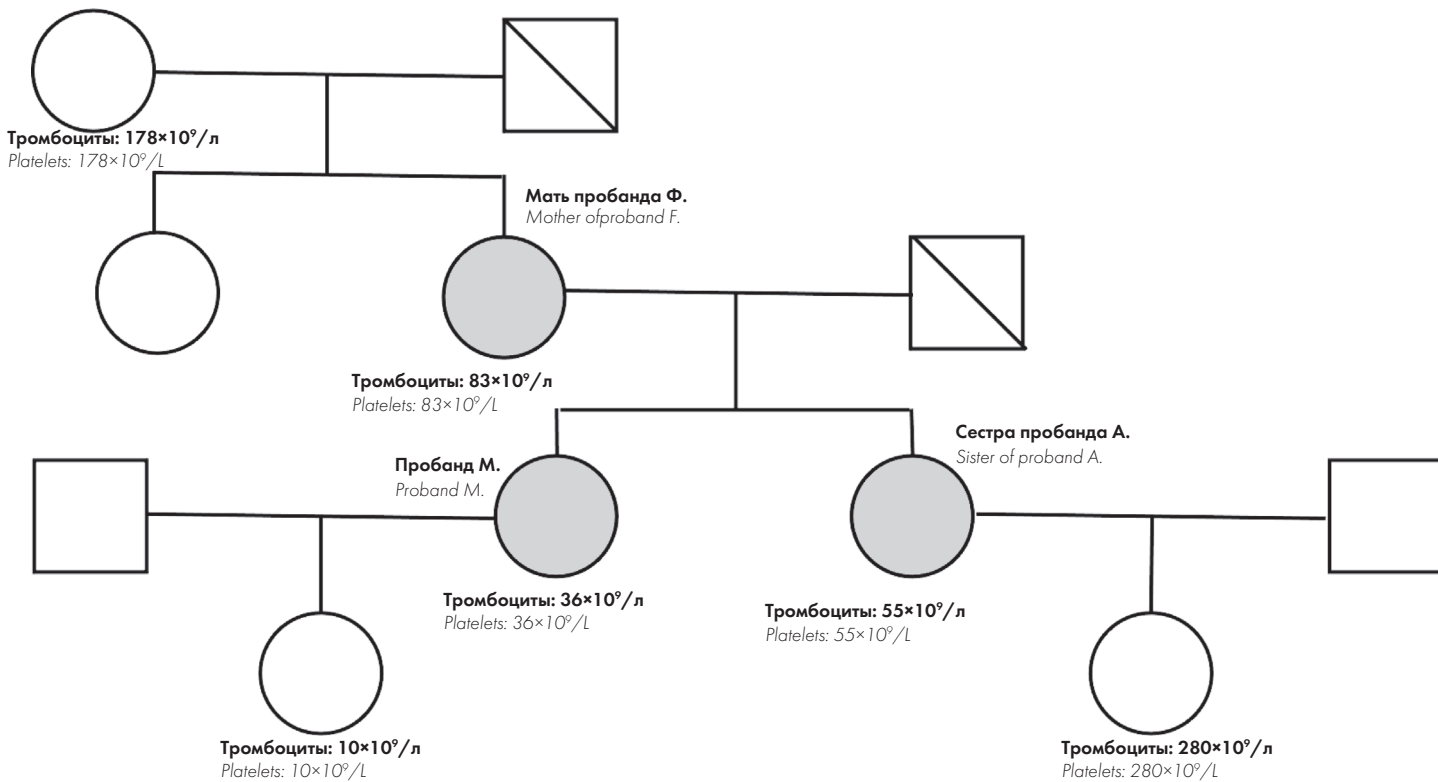 Тромбоциты: 178×10⁹/л
Platelets: 178×10⁹/L
Мать пробанда Ф.
Mother ofproband F.
Тромбоциты: 83×10⁹/л
Platelets: 83×10⁹/L
Сестра пробанда А.
Sister of proband A.
Пробанд М.
Proband M.
Тромбоциты: 36×10⁹/л
Platelets: 36×10⁹/L
Тромбоциты: 55×10⁹/л
Platelets: 55×10⁹/L
Тромбоциты: 10×10⁹/л
Platelets: 10×10⁹/L
Тромбоциты: 280×10⁹/л
Platelets: 280×10⁹/L